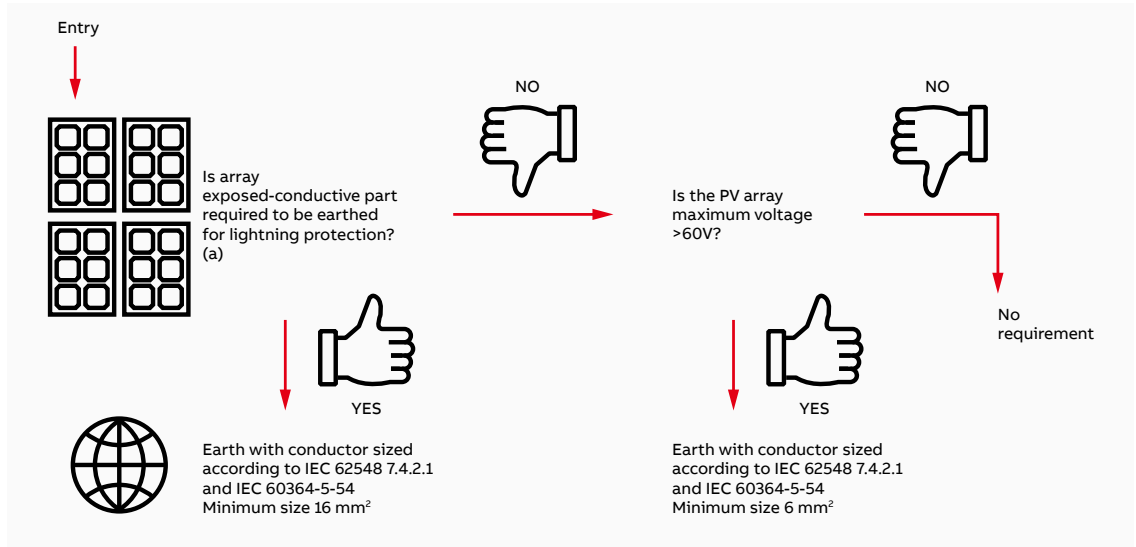 Entry
Is array
exposed-conductive part
required to be earthed
for lightning protection?
(a)
NO
Is the PV array
maximum voltage
>60V?
NO
No
requirement
YES
Earth with conductor sized
according to IEC 62548 7.4.2.1
and IEC 60364-5-54
Minimum size 16 mm²
YES
Earth with conductor sized
according to IEC 62548 7.4.2.1
and IEC 60364-5-54
Minimum size 6 mm²